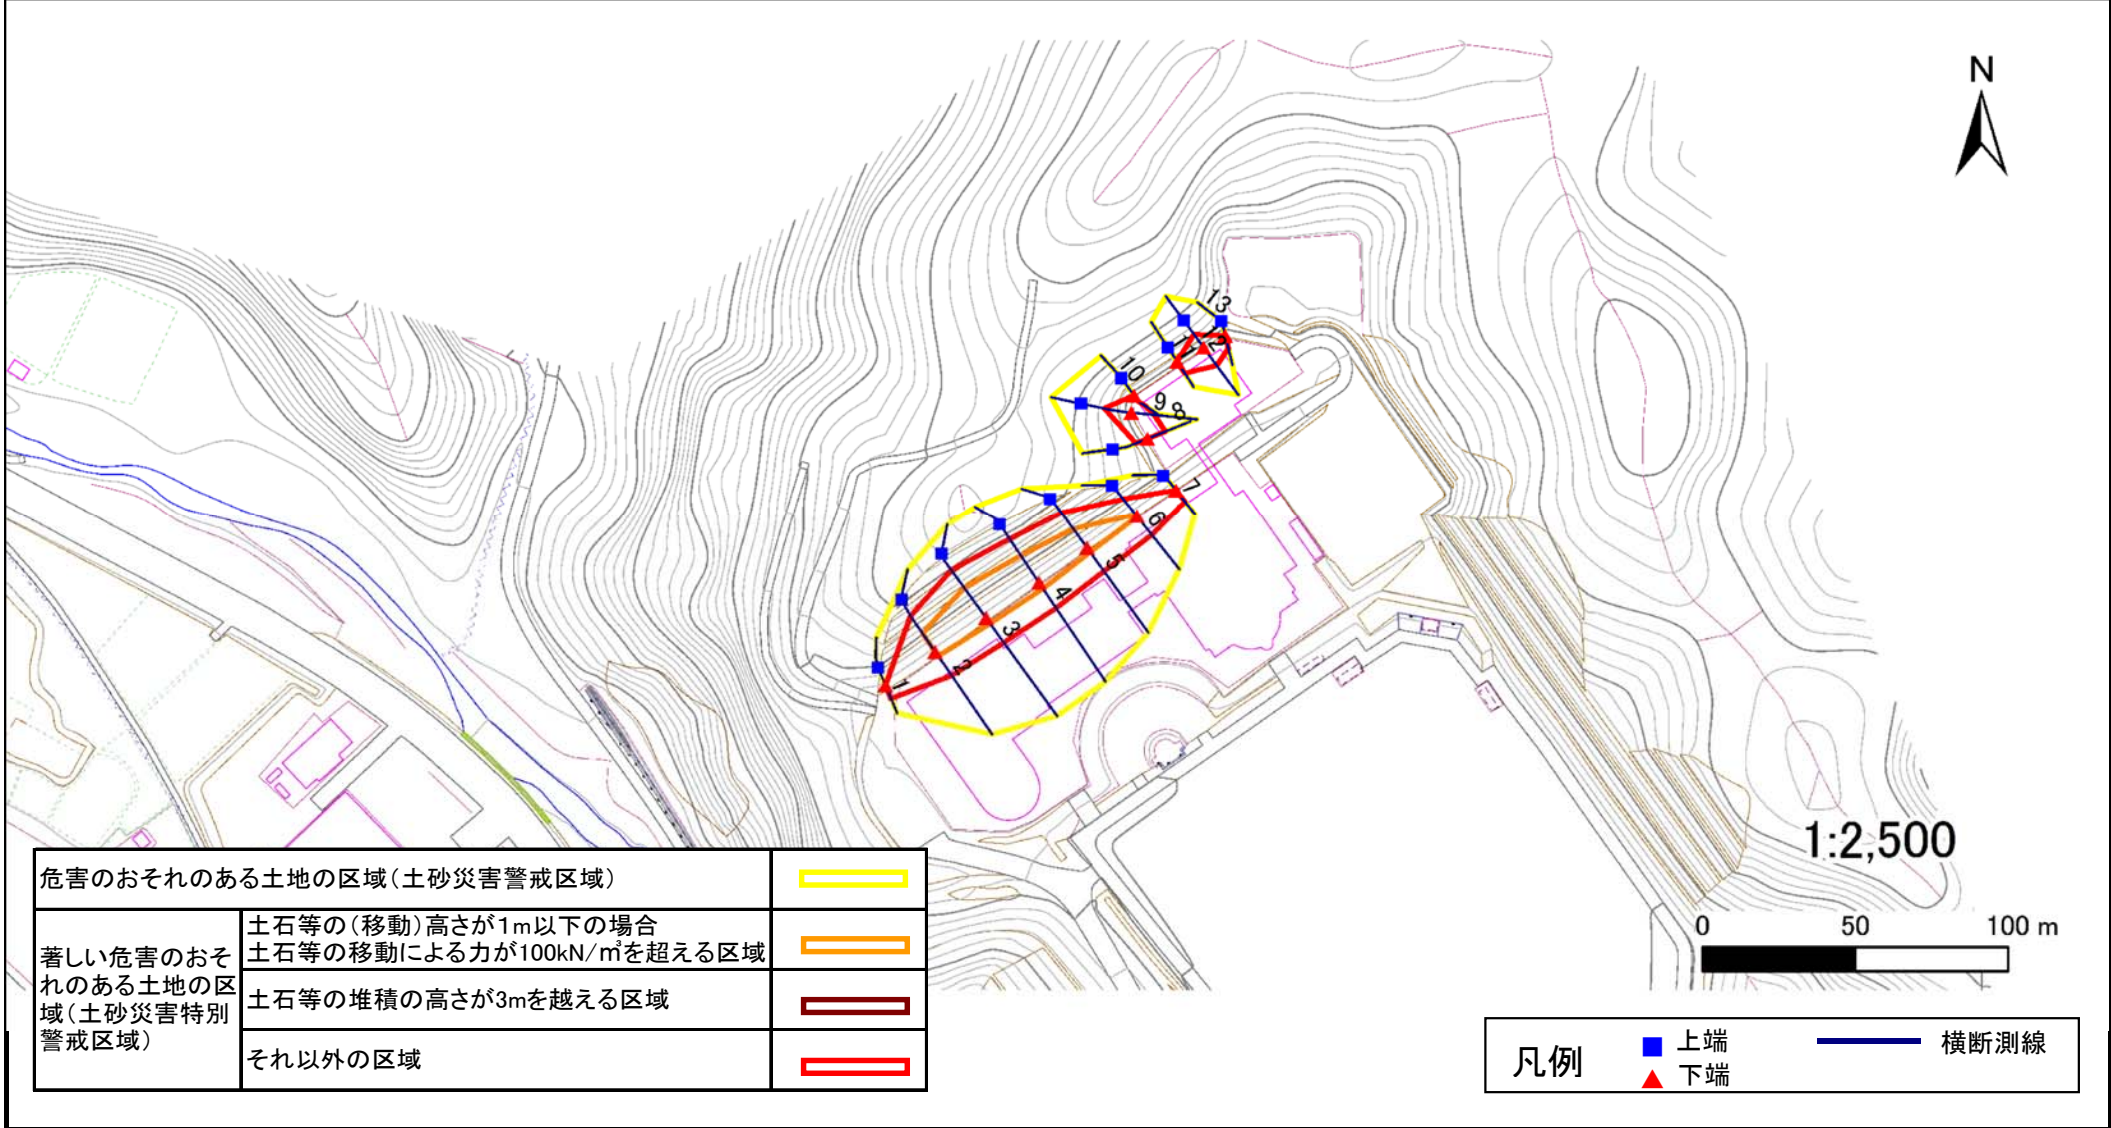 N
13
12
11
10
9
8
7
6
5
4
3
2
1
1:2,500
0 50 100 m
危害のおそれのある土地の区域(土砂災害警戒区域)
著しい危害のおそ
れのある土地の区
域(土砂災害特別
警戒区域)
土石等の(移動)高さが1m以下の場合
土石等の移動による力が100kN/㎡を超える区域
土石等の堆積の高さが3mを越える区域
それ以外の区域
凡例
上端
下端
横断測線